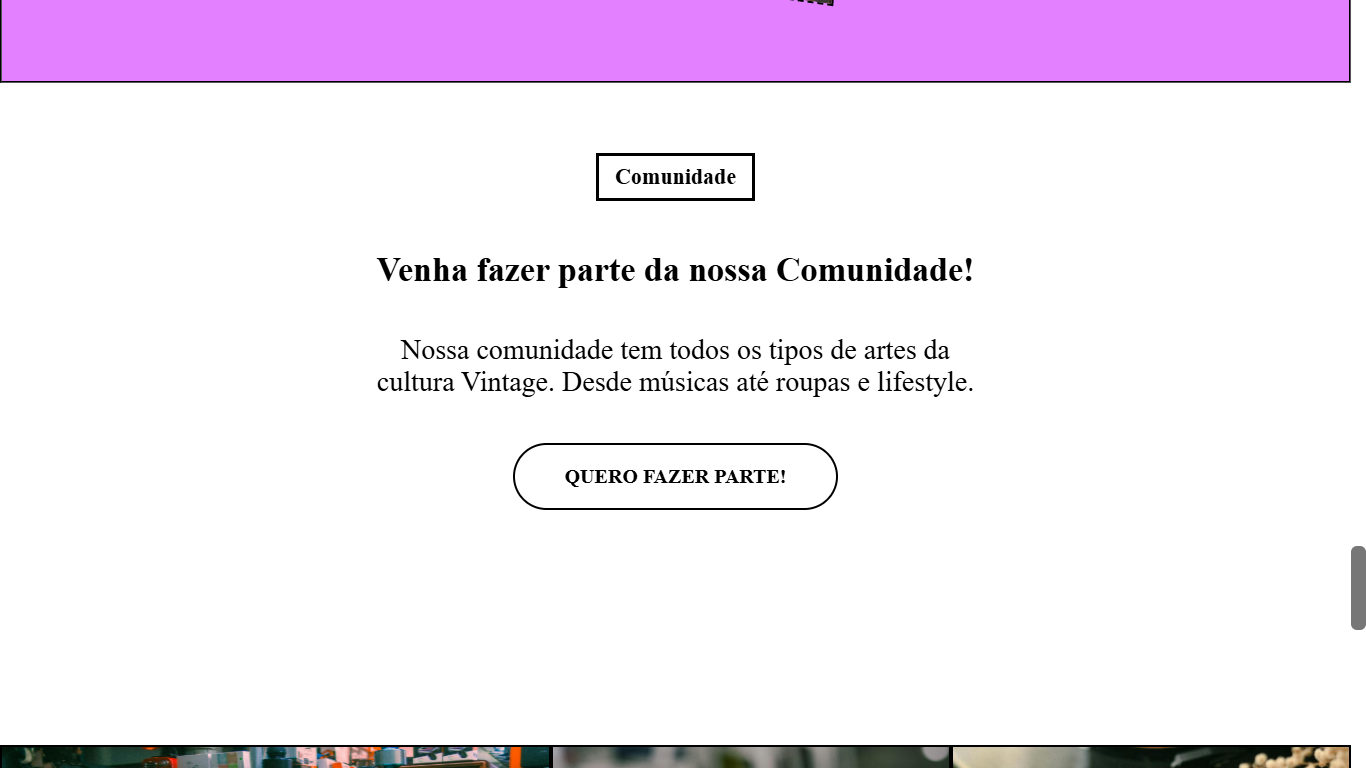 Comunidade
Venha fazer parte da nossa Comunidade!
Nossa comunidade tem todos os tipos de artes da
cultura Vintage. Desde músicas até roupas e lifestyle.
QUERO FAZER PARTE!